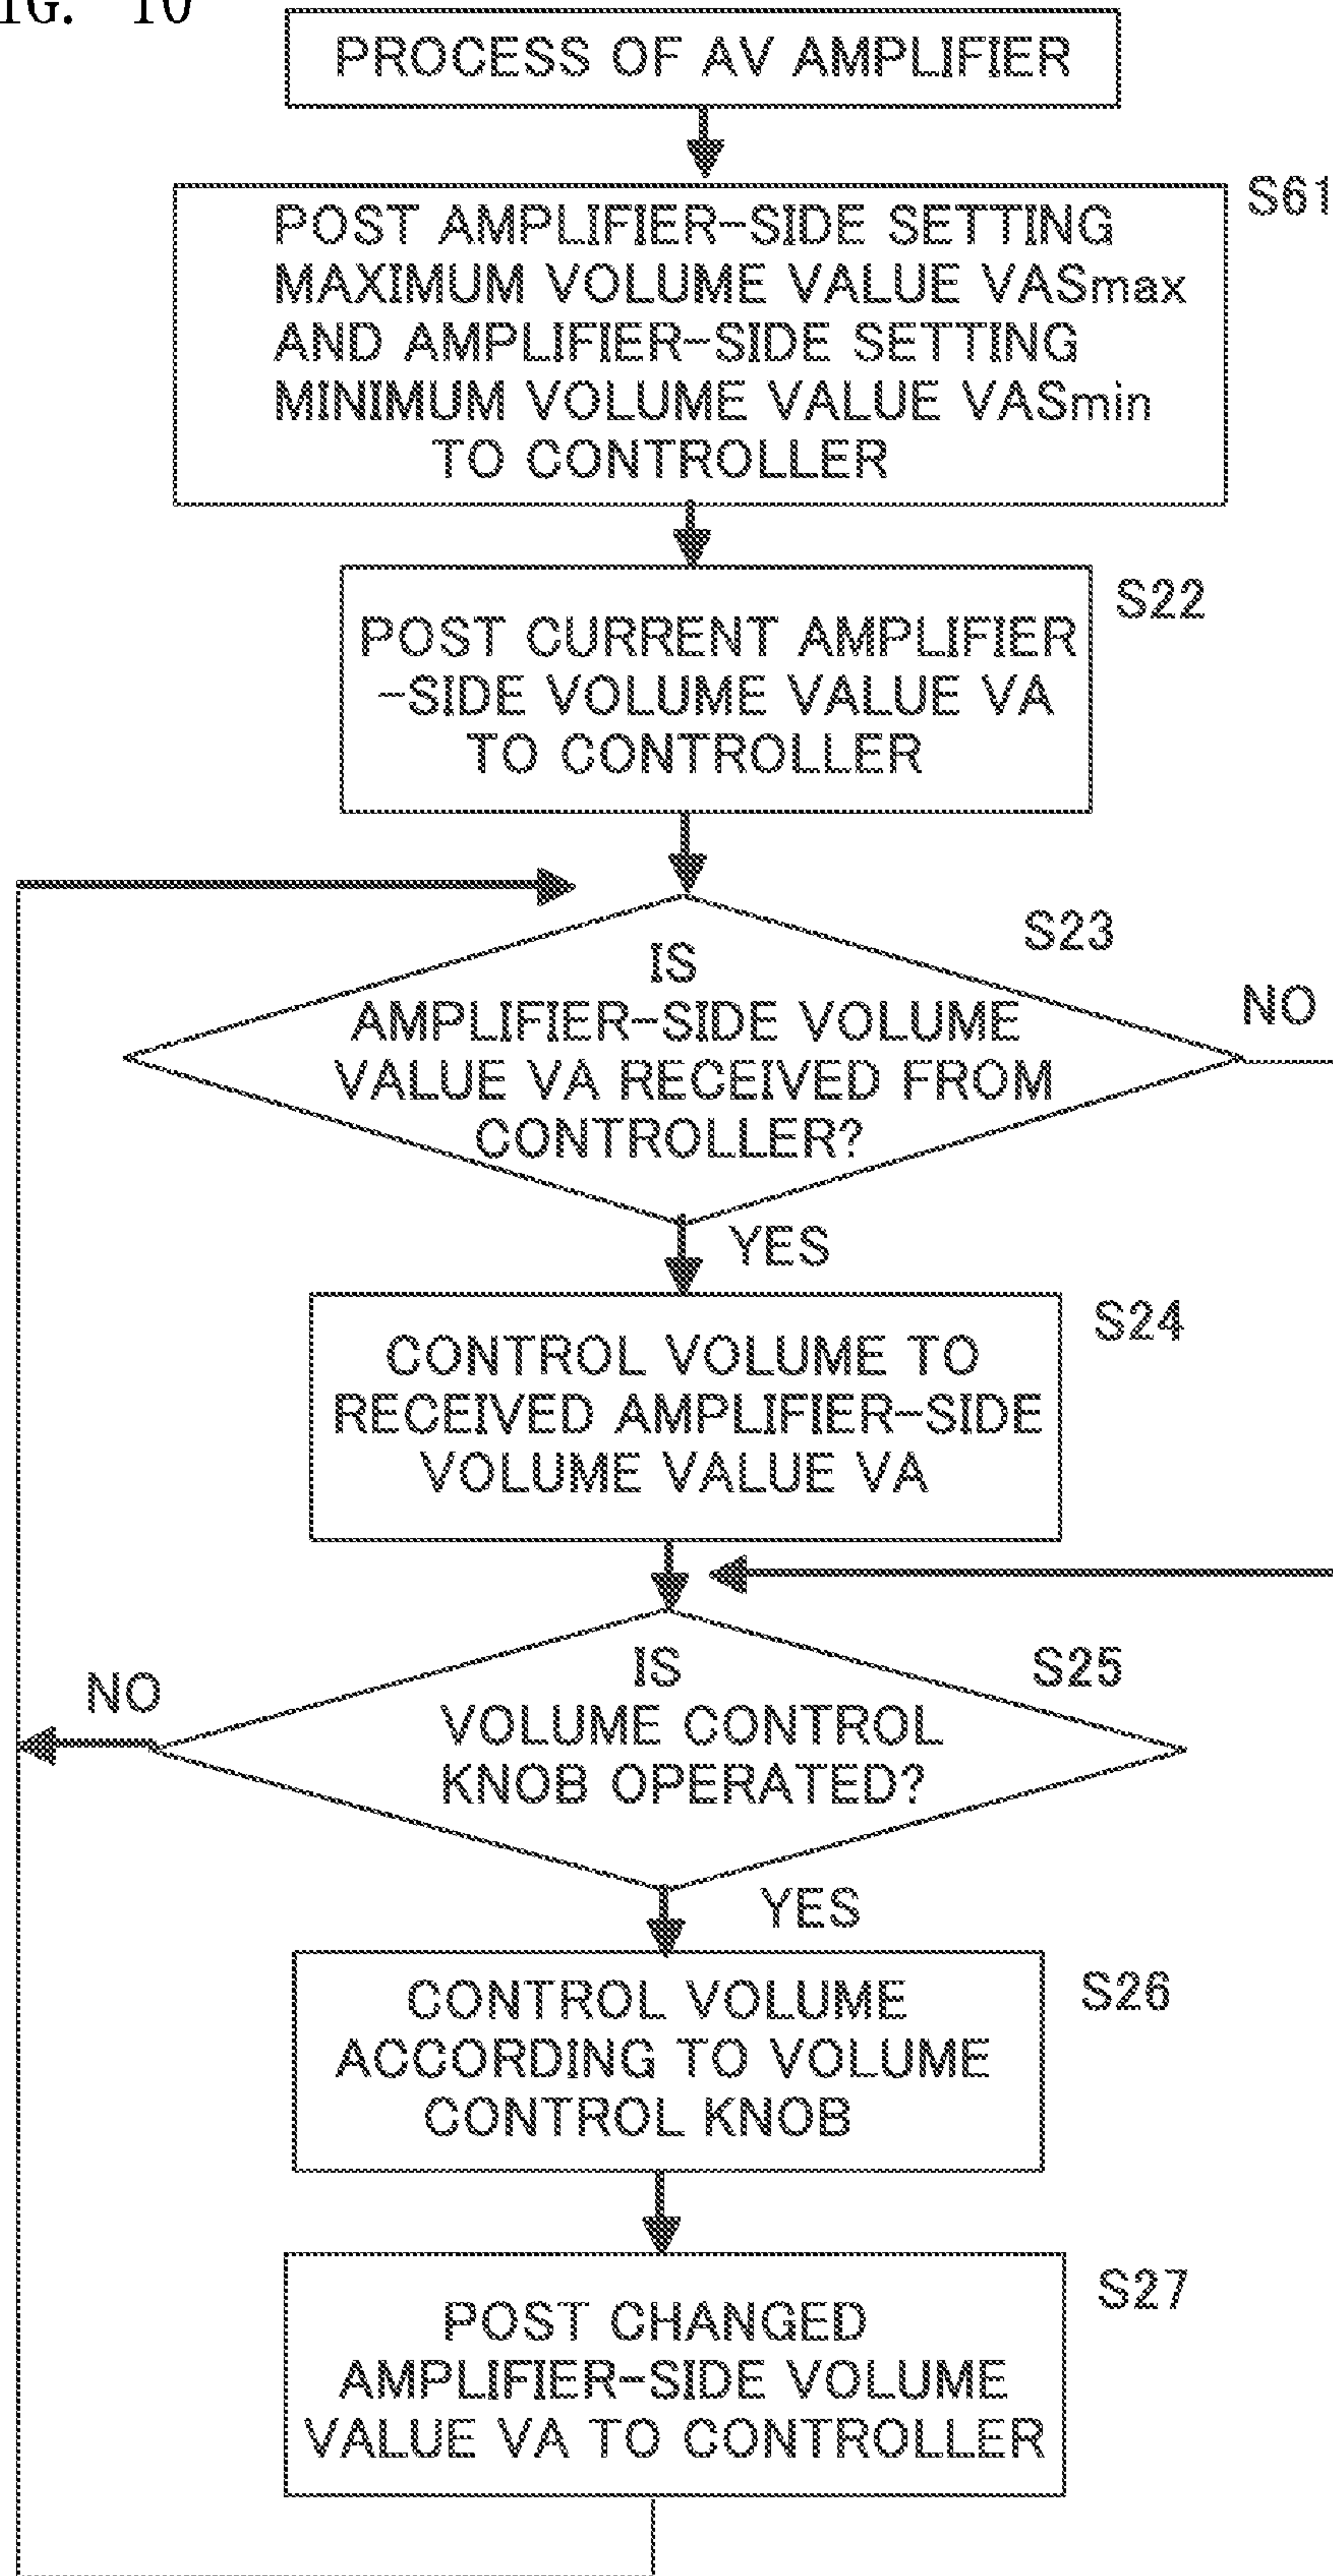 FIG. 10
PROCESS OF AV AMPLIFIER
S61
POST AMPLIFIER-SIDE SETTING
MAXIMUM VOLUME VALUE VASmax
AND AMPLIFIER-SIDE SETTING
MINIMUM VOLUME VALUE VASmin
TO CONTROLLER
S22
POST CURRENT AMPLIFIER
-SIDE VOLUME VALUE VA
TO CONTROLLER
S23
IS
AMPLIFIER-SIDE VOLUME
VALUE VA RECEIVED FROM
CONTROLLER?
NO
YES
S24
CONTROL VOLUME TO
RECEIVED AMPLIFIER-SIDE
VOLUME VALUE VA
S25
IS
VOLUME CONTROL
KNOB OPERATED?
NO
YES
S26
CONTROL VOLUME
ACCORDING TO VOLUME
CONTROL KNOB
S27
POST CHANGED
AMPLIFIER-SIDE VOLUME
VALUE VA TO CONTROLLER